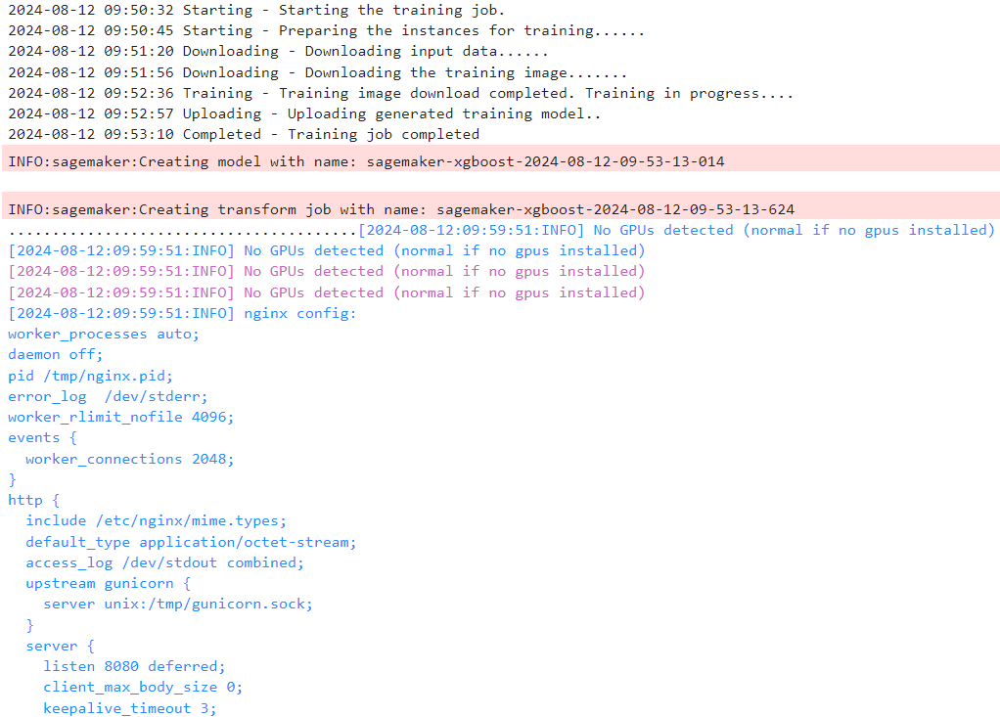 2024-08-12 09:50:32 Starting - Starting the training job.
2024-08-12 09:50:45 Starting - Preparing the instances for training......
2024-08-12 09:51:20 Downloading - Downloading input data......
2024-08-12 09:51:56 Downloading - Downloading the training image.......
2024-08-12 09:52:36 Training - Training image download completed. Training in progress....
2024-08-12 09:52:57 Uploading - Uploading generated training model..
2024-08-12 09:53:10 Completed - Training job completed
INFO:sagemaker:Creating model with name: sagemaker-xgboost-2024-08-12-09-53-13-014
INFO:sagemaker:Creating transform job with name: sagemaker-xgboost-2024-08-12-09-53-13-624
........................................[2024-08-12:09:59:51:INFO] No GPUs detected (normal if no gpus installed)
[2024-08-12:09:59:51:INFO] No GPUs detected (normal if no gpus installed)
[2024-08-12:09:59:51:INFO] No GPUs detected (normal if no gpus installed)
[2024-08-12:09:59:51:INFO] No GPUs detected (normal if no gpus installed)
[2024-08-12:09:59:51:INFO] nginx config:
worker_processes auto;
daemon off;
pid /tmp/nginx.pid;
error_log  /dev/stderr;
worker_rlimit_nofile 4096;
events {
  worker_connections 2048;
}
http {
  include /etc/nginx/mime.types;
  default_type application/octet-stream;
  access_log /dev/stdout combined;
  upstream gunicorn {
    server unix:/tmp/gunicorn.sock;
  }
  server {
    listen 8080 deferred;
    client_max_body_size 0;
    keepalive_timeout 3;